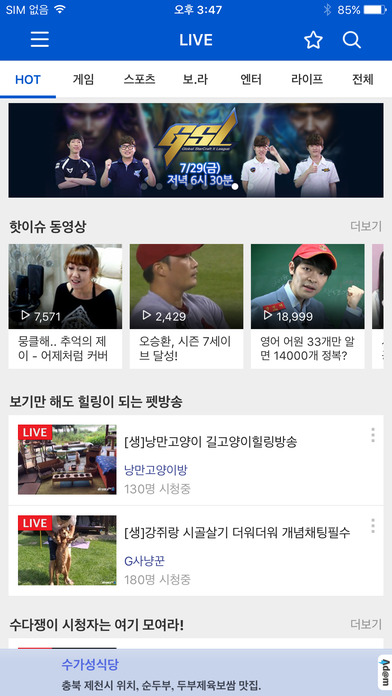 SIM 없음 오후 3:47 85%
LIVE
HOT 게임 스포츠 보.라 엔터 라이프 전체
GSL
Global StarCraft II League
7/29(금)
저녁 6시 30분
핫이슈 동영상 더보기
7,571 2,429 18,999
뭉클해.. 추억의 제
이 - 어제처럼 커버
오승환, 시즌 7세이
브 달성!
영어 어원 33개만 알
면 14000개 정복?
보기만 해도 힐링이 되는 펫방송
LIVE
[생]낭만고양이 길고양이힐링방송
낭만고양이방
130명 시청중
LIVE
[생]강쥐랑 시골살기 더워더워 개념채팅필수
G사냥꾼
180명 시청중
수다쟁이 시청자는 여기 모여라! 더보기
LIVE
수가성식당
충북 제천시 위치, 순두부, 두부제육보쌈 맛집.
Adam